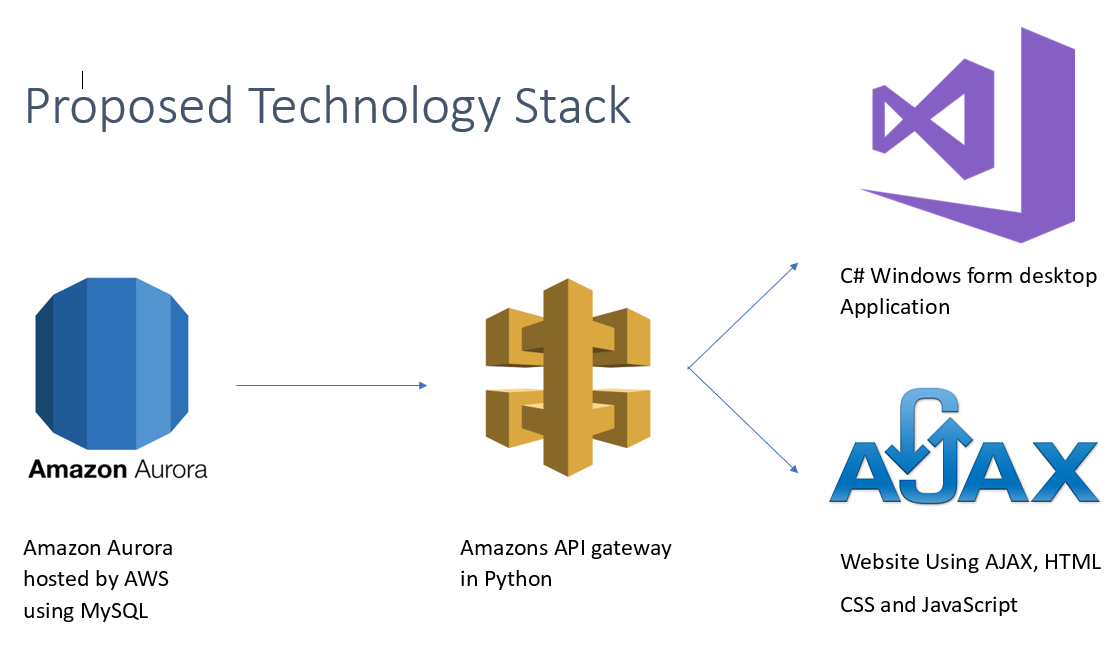 Proposed Technology Stack
C# Windows form desktop
Application
Amazon Aurora
AJAX
Amazon Aurora
hosted by AWS
using MySQL
Amazons API gateway
in Python
Website Using AJAX, HTML
CSS and JavaScript